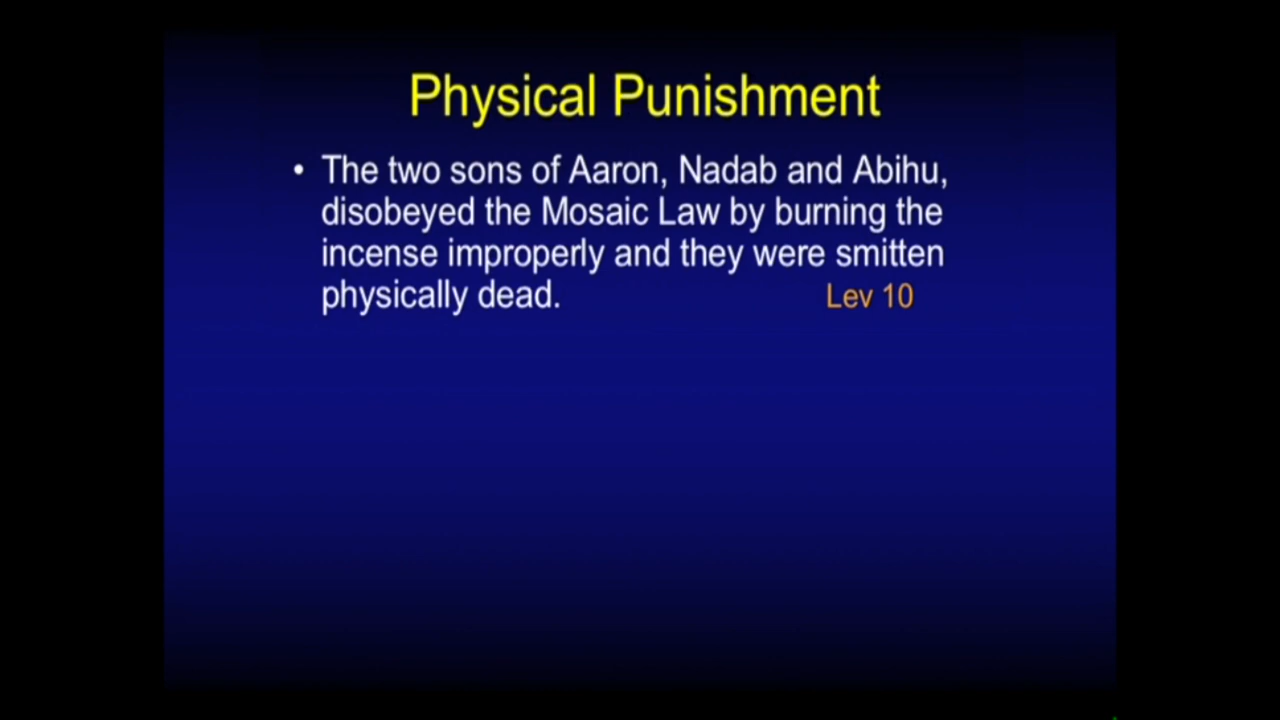 Physical Punishment
• The two sons of Aaron, Nadab and Abihu,
disobeyed the Mosaic Law by burning the
incense improperly and they were smitten
physically dead. Lev 10